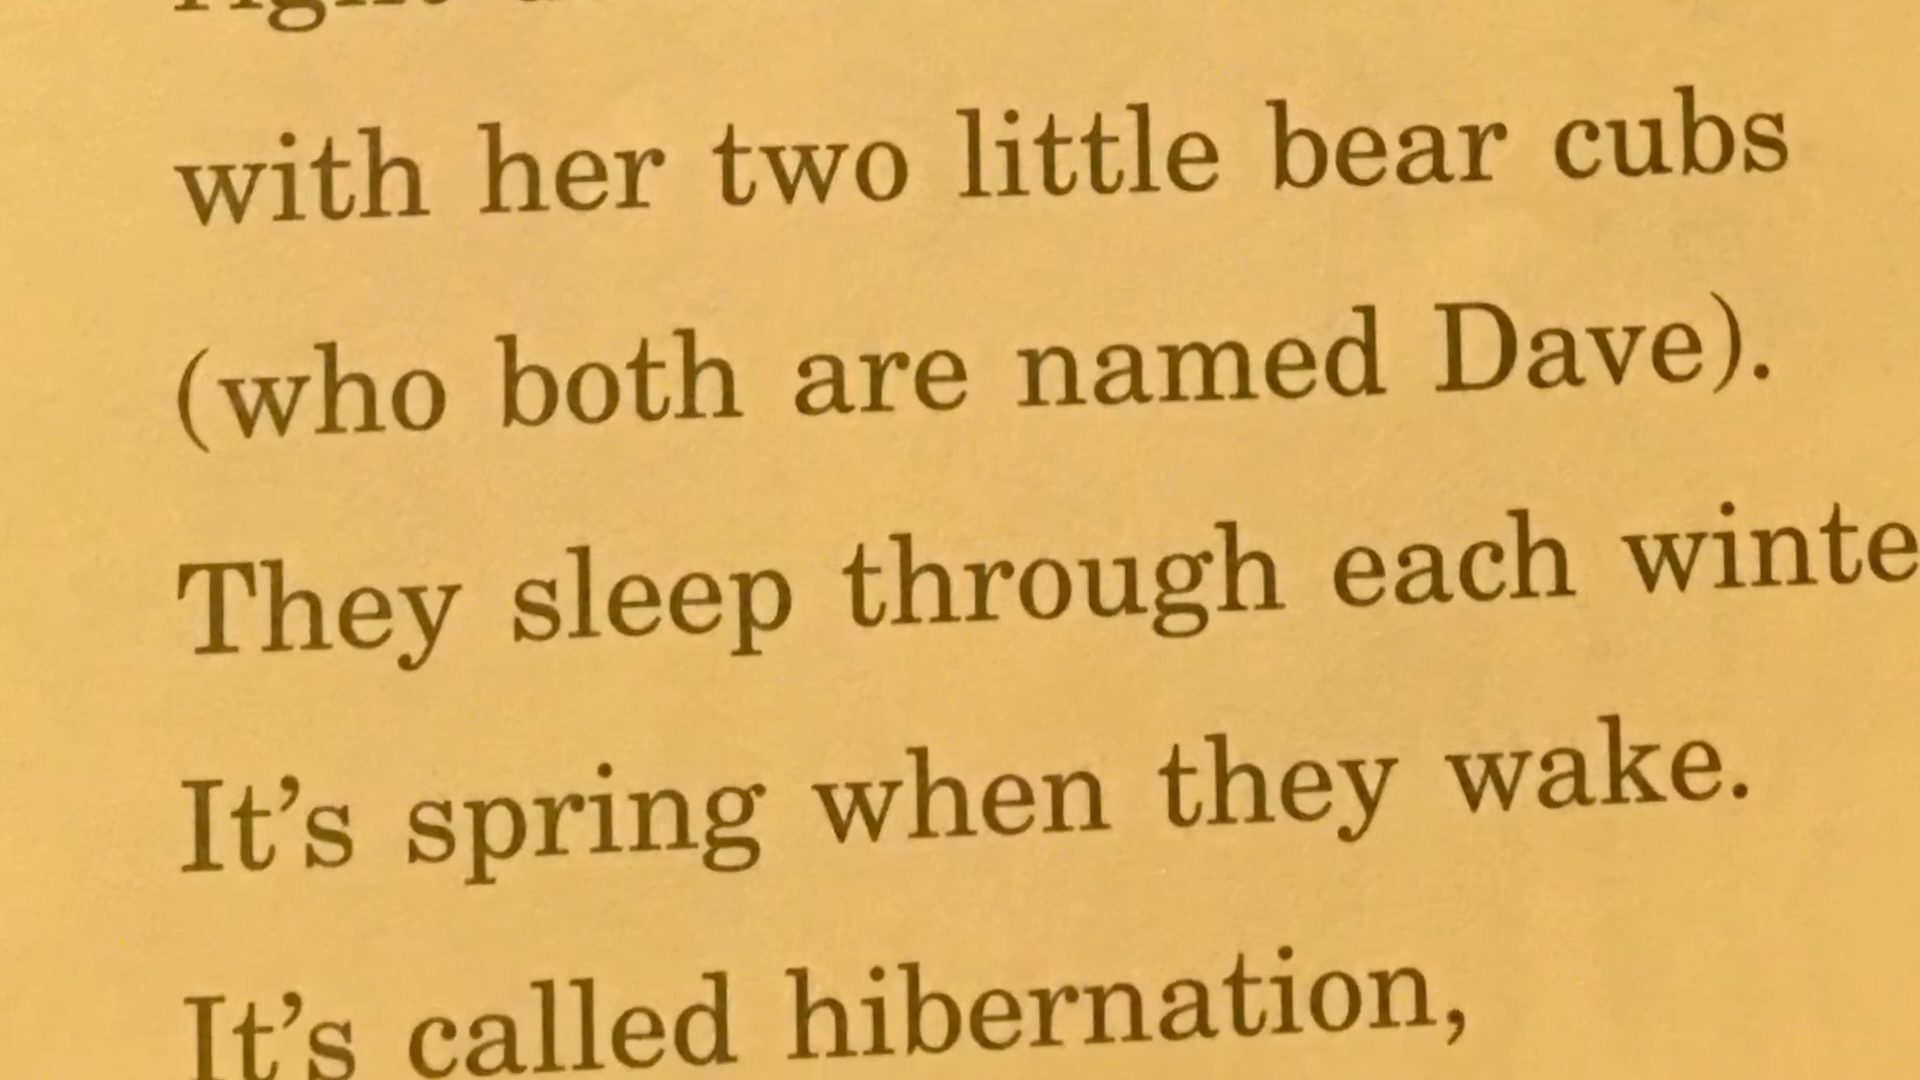 with her two little bear cubs
(who both are named Dave).
They sleep through each winte
It’s spring when they wake.
It’s called hibernation,